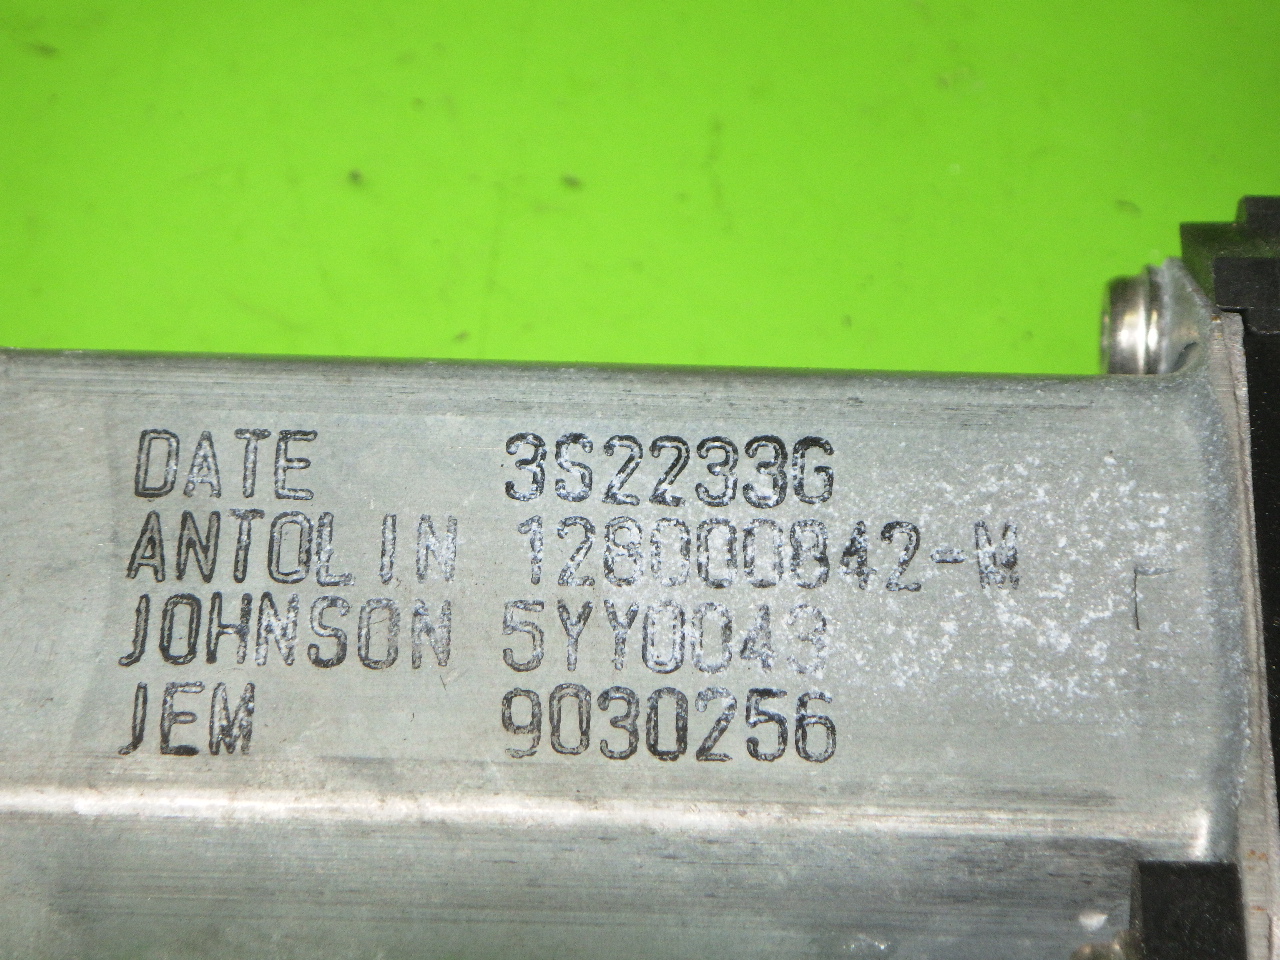 DATE 3S2233G
ANTOLIN 128000842-M
JOHNSON 5YY0043
JEM 9030256